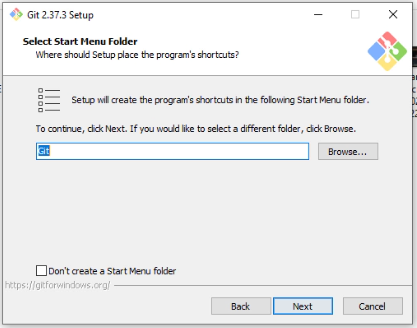 Git 2.37.3 Setup
Select Start Menu Folder
Where should Setup place the program's shortcuts?
Setup will create the program's shortcuts in the following Start Menu folder.
To continue, click Next. If you would like to select a different folder, click Browse.
Git
Browse...
Don't create a Start Menu folder
https://gitforwindows.org/
Back
Next
Cancel